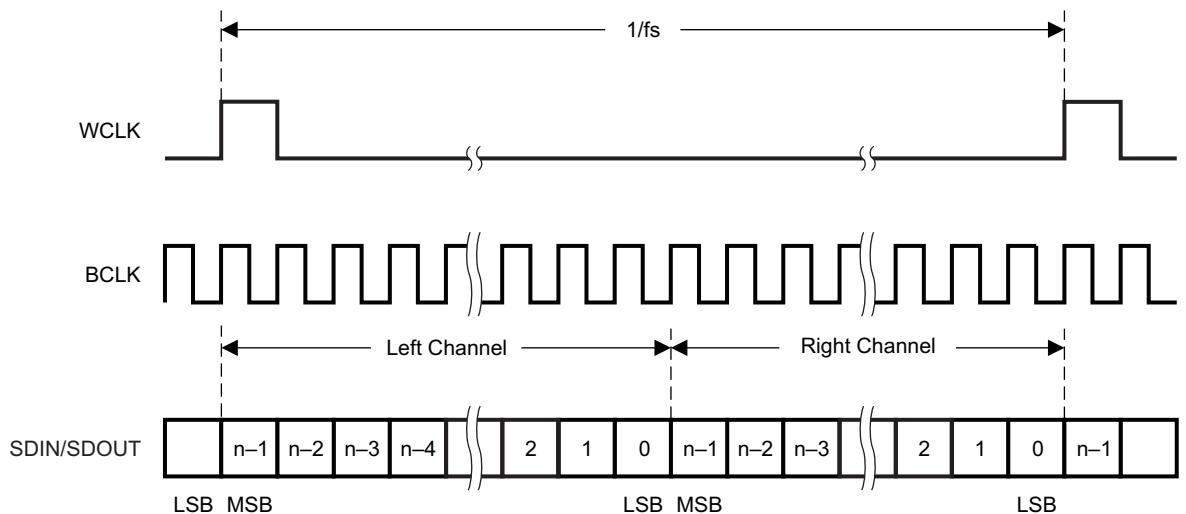 1/fs
WCLK
BCLK
Left Channel
Right Channel
SDIN/SDOUT
n–1 n–2 n–3 n–4 2 1 0 n–1 n–2 n–3 2 1 0 n–1
LSB MSB LSB MSB LSB